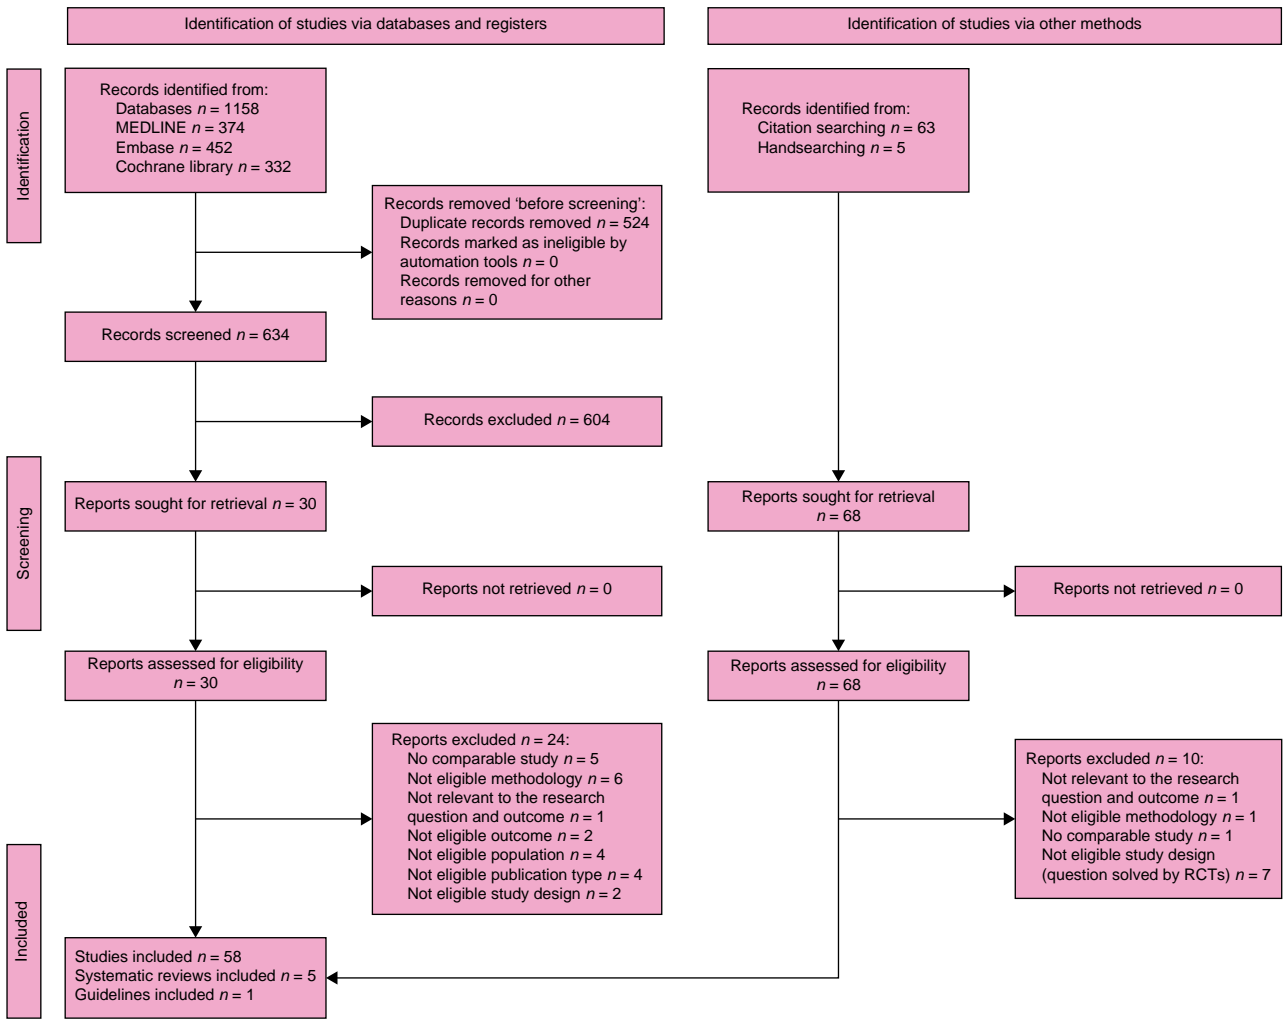 Identification of studies via databases and registers
Identification of studies via other methods
Identification
Records identified from:
Databases n = 1158
MEDLINE n = 374
Embase n = 452
Cochrane library n = 332
Records identified from:
Citation searching n = 63
Handsearching n = 5
Records removed ‘before screening’:
Duplicate records removed n = 524
Records marked as ineligible by
automation tools n = 0
Records removed for other
reasons n = 0
Records screened n = 634
Records excluded n = 604
Screening
Reports sought for retrieval n = 30
Reports sought for retrieval
n = 68
Reports not retrieved n = 0
Reports not retrieved n = 0
Reports assessed for eligibility
n = 30
Reports assessed for eligibility
n = 68
Reports excluded n = 24:
No comparable study n = 5
Not eligible methodology n = 6
Not relevant to the research
question and outcome n = 1
Not eligible outcome n = 2
Not eligible population n = 4
Not eligible publication type n = 4
Not eligible study design n = 2
Reports excluded n = 10:
Not relevant to the research
question and outcome n = 1
Not eligible methodology n = 1
No comparable study n = 1
Not eligible study design
(question solved by RCTs) n = 7
Included
Studies included n = 58
Systematic reviews included n = 5
Guidelines included n = 1